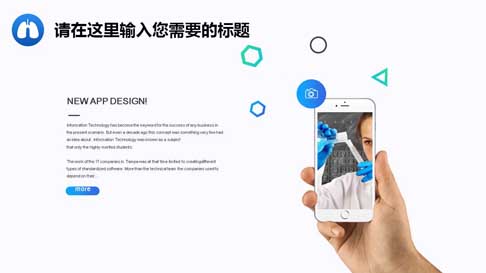 请在这里输入您需要的标题
NEW APP DESIGN!
Information Technology has become the keyword for the success of any business in
the present scenario. But even a decade ago this concept was something very few had
an idea about. Information Technology was known as a subject
that only the highly-exalted students.
The work of the IT companies in Tampa was at that time limited to creating different
types of standardized software. More than the technical team the companies used to
depend on their...
more